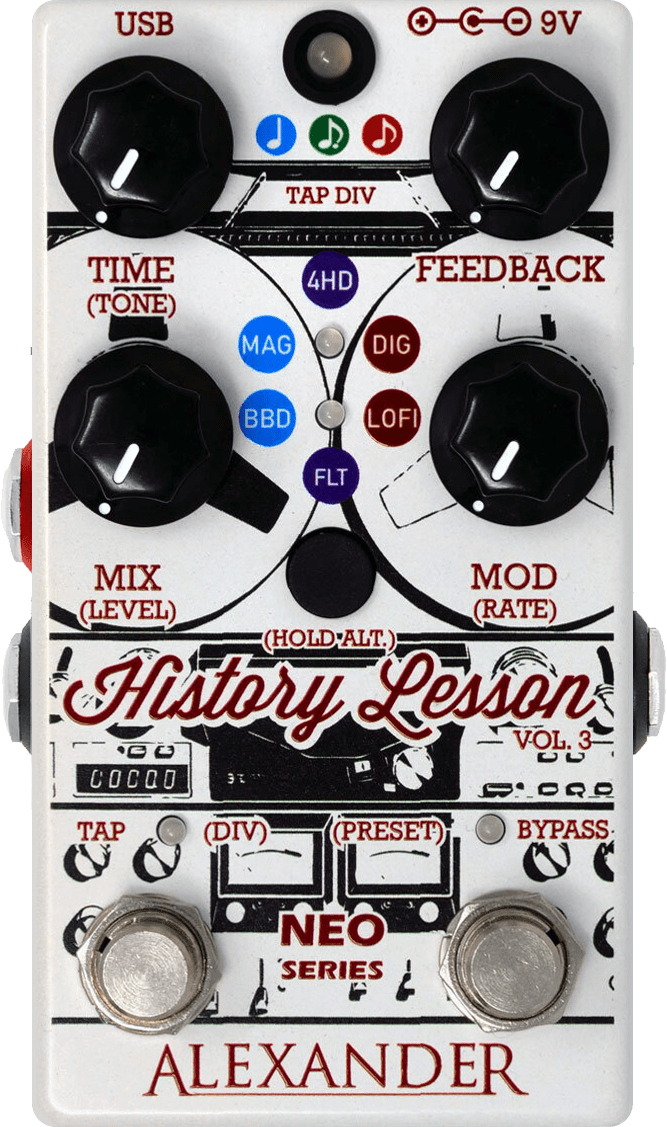 USB
9V
TAP DIV
TIME
(TONE)
FEEDBACK
4HD
MAG
DIG
BBD
LOFI
FLT
MIX
(LEVEL)
MOD
(RATE)
(HOLD ALT.)
History Lesson
VOL. 3
TAP
(DIV)
(PRESET)
BYPASS
NEO
SERIES
ALEXANDER